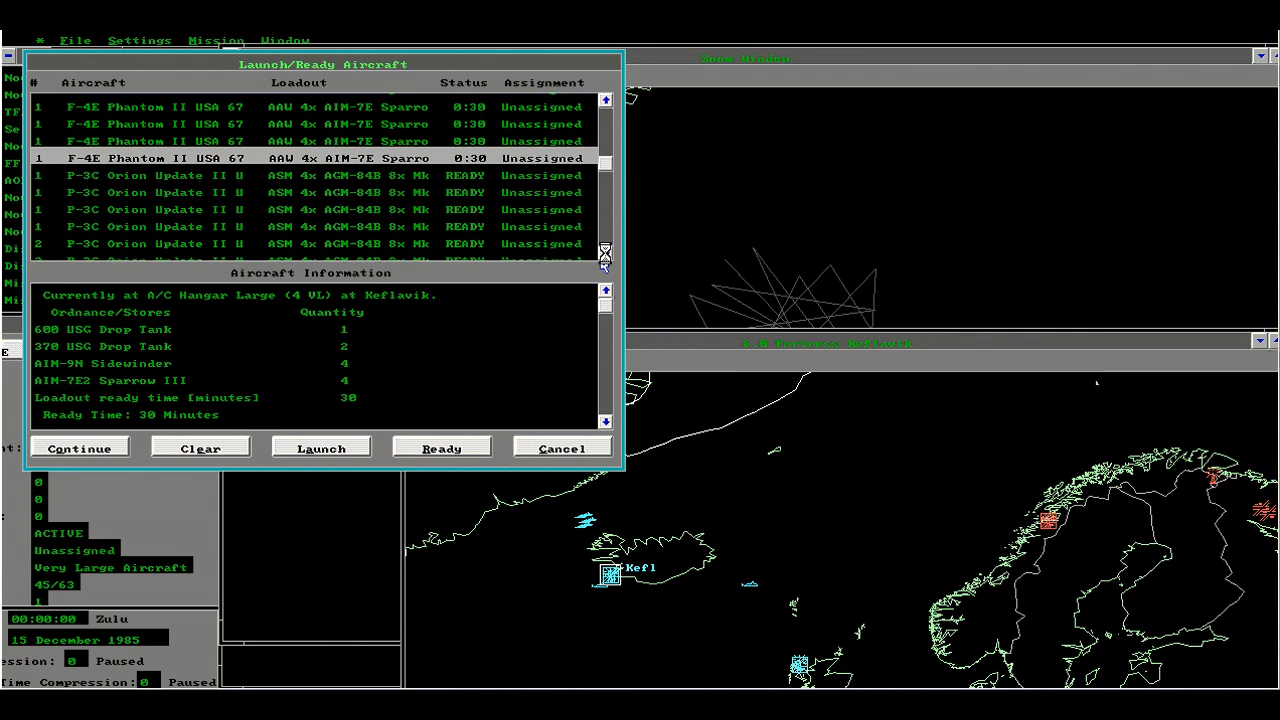 * File Settings Mission Window
Launch/Ready Aircraft
Zoom Window
# Aircraft Loadout Status Assignment
1 F-4E Phantom II USA 67 AAW 4x AIM-7E Sparro 0:30 Unassigned
1 F-4E Phantom II USA 67 AAW 4x AIM-7E Sparro 0:30 Unassigned
1 F-4E Phantom II USA 67 AAW 4x AIM-7E Sparro 0:30 Unassigned
1 F-4E Phantom II USA 67 AAW 4x AIM-7E Sparro 0:30 Unassigned
1 P-3C Orion Update II U ASM 4x AGM-84B 8x Mk READY Unassigned
1 P-3C Orion Update II U ASM 4x AGM-84B 8x Mk READY Unassigned
1 P-3C Orion Update II U ASM 4x AGM-84B 8x Mk READY Unassigned
1 P-3C Orion Update II U ASM 4x AGM-84B 8x Mk READY Unassigned
2 P-3C Orion Update II U ASM 4x AGM-84B 8x Mk READY Unassigned
Aircraft Information
Currently at A/C Hangar Large (4 VL) at Keflavik.
Ordnance/Stores Quantity
600 USG Drop Tank 1
370 USG Drop Tank 2
AIM-9N Sidewinder 4
AIM-7E2 Sparrow III 4
Loadout ready time [minutes] 30
Ready Time: 30 Minutes
Continue Clear Launch Ready Cancel
Fortress Keflavik
Kefl
0
0
0
ACTIVE
Unassigned
Very Large Aircraft
45/63
1
00:00:00 Zulu
15 December 1985
ession: 0 Paused
Time Compression: 0 Paused